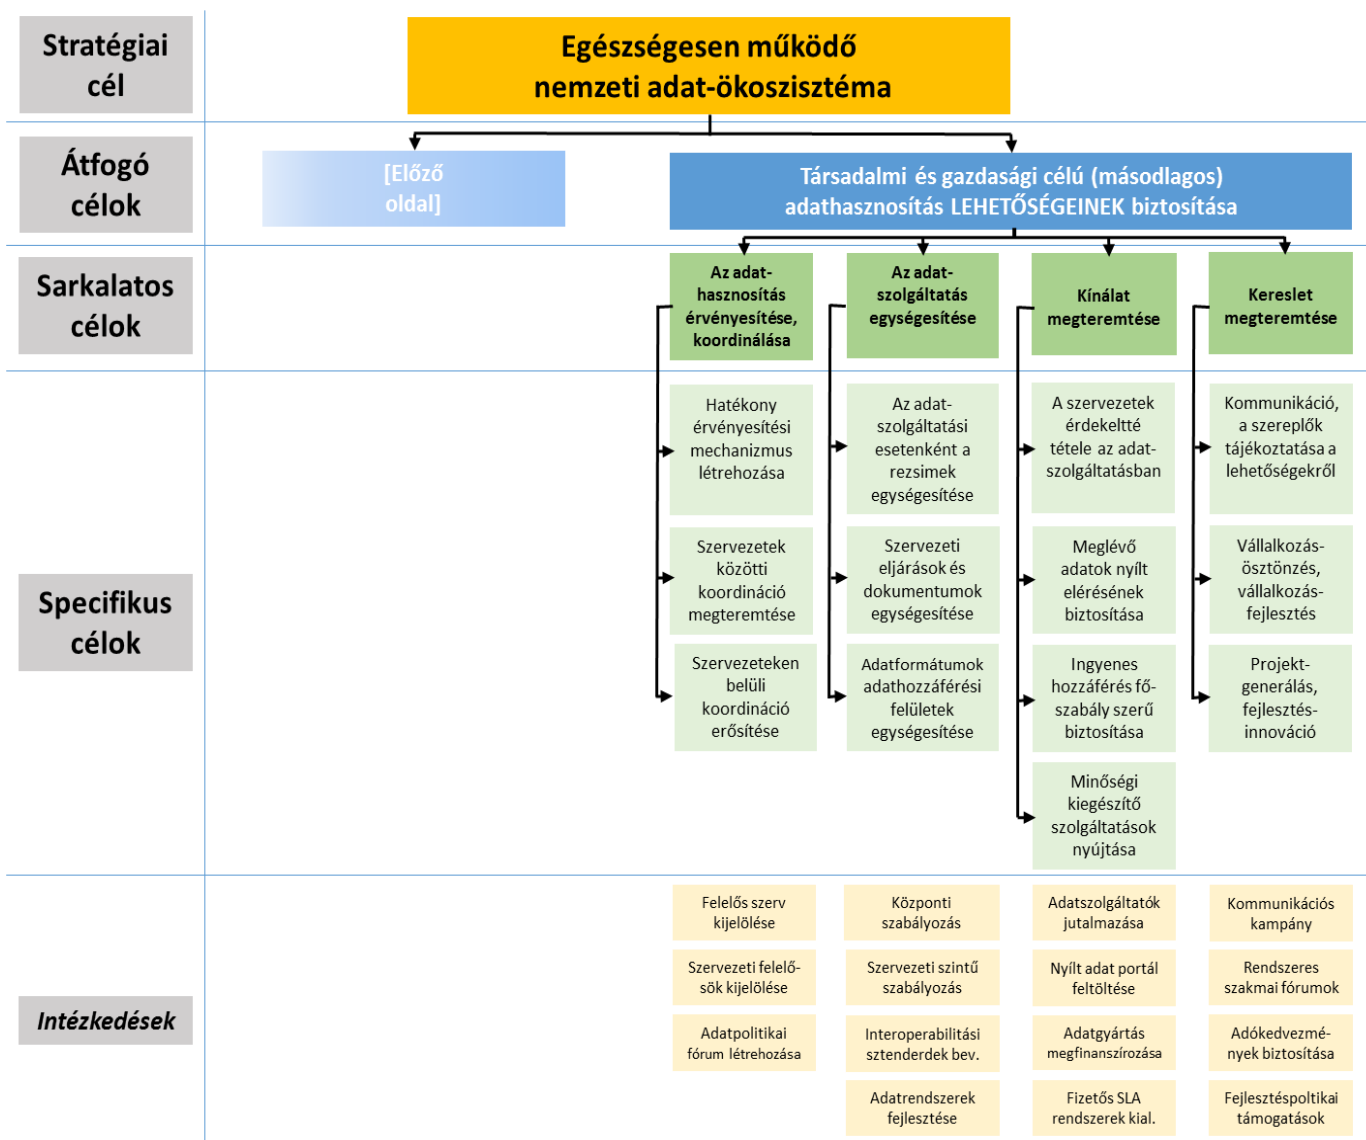 Stratégiai
cél
Egészségesen működő
nemzeti adat-ökoszisztéma
Átfogó
célok
[Előző
oldal]
Társadalmi és gazdasági célú (másodlagos)
adathasznosítás LEHETŐSÉGEINEK biztosítása
Sarkalatos
célok
Az adat-
hasznosítás
érvényesítése,
koordinálása
Az adat-
szolgáltatás
egységesítése
Kínálat
megteremtése
Kereslet
megteremtése
Specifikus
célok
Hatékony
érvényesítési
mechanizmus
létrehozása
Az adat-
szolgáltatási
esetenként a
rezsimek
egységesítése
A szervezetek
érdekeltté
tétele az adat-
szolgáltatásban
Kommunikáció,
a szereplők
tájékoztatása a
lehetőségekről
Szervezetek
közötti
koordináció
megteremtése
Szervezeti
eljárások és
dokumentumok
egységesítése
Meglévő
adatok nyílt
elérésének
biztosítása
Vállalkozás-
ösztönzés,
vállalkozás-
fejlesztés
Szervezeteken
belüli
koordináció
erősítése
Adatformátumok
adathozzáférési
felületek
egységesítése
Ingyenes
hozzáférés fő-
szabály szerű
biztosítása
Projekt-
generálás,
fejlesztés-
innováció
Minőségi
kiegészítő
szolgáltatások
nyújtása
Intézkedések
Felelős szerv
kijelölése
Központi
szabályozás
Adatszolgáltatók
jutalmazása
Kommunikációs
kampány
Szervezeti felelő-
sök kijelölése
Szervezeti szintű
szabályozás
Nyílt adat portál
feltöltése
Rendszeres
szakmai fórumok
Adatpolitikai
fórum létrehozása
Interoperabilitási
sztenderdek bev.
Adatgyártás
megfinanszírozása
Adókedvezmé-
nyek biztosítása
Adatrendszerek
fejlesztése
Fizetős SLA
rendszerek kial.
Fejlesztéspoltikai
támogatások